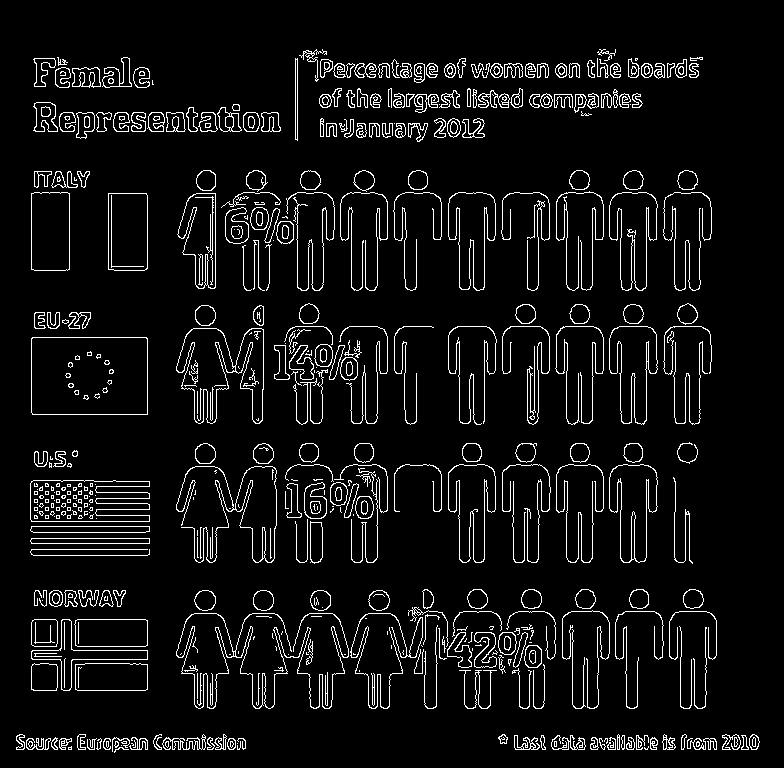 Female
Representation
Percentage of women on the boards
of the largest listed companies
in January 2012
ITALY
6%
EU-27
14%
U.S.*
16%
NORWAY
42%
Source: European Commission
* Last data available is from 2010